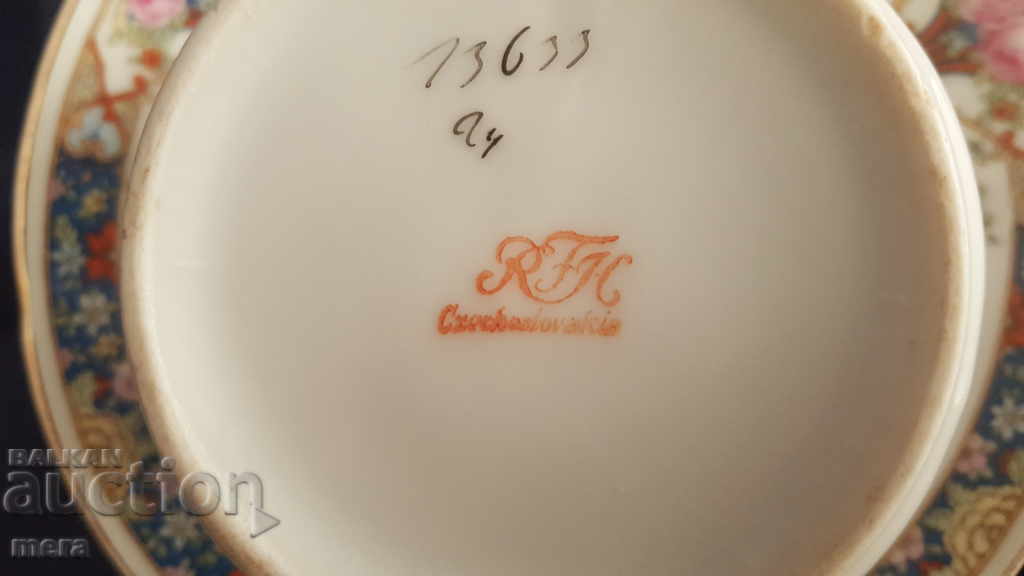 13633
RFH
Czechoslovakia
BALKAN
auction
mera